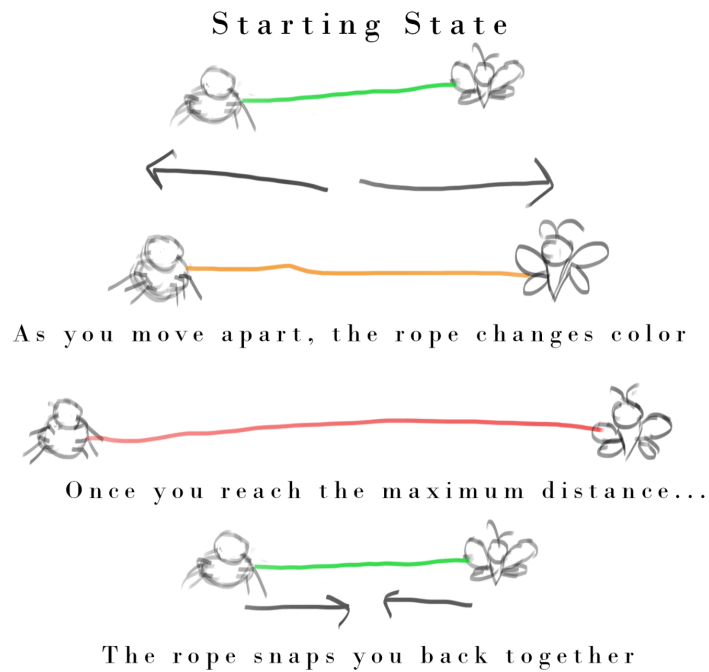 Starting State
As you move apart, the rope changes color
Once you reach the maximum distance...
The rope snaps you back together